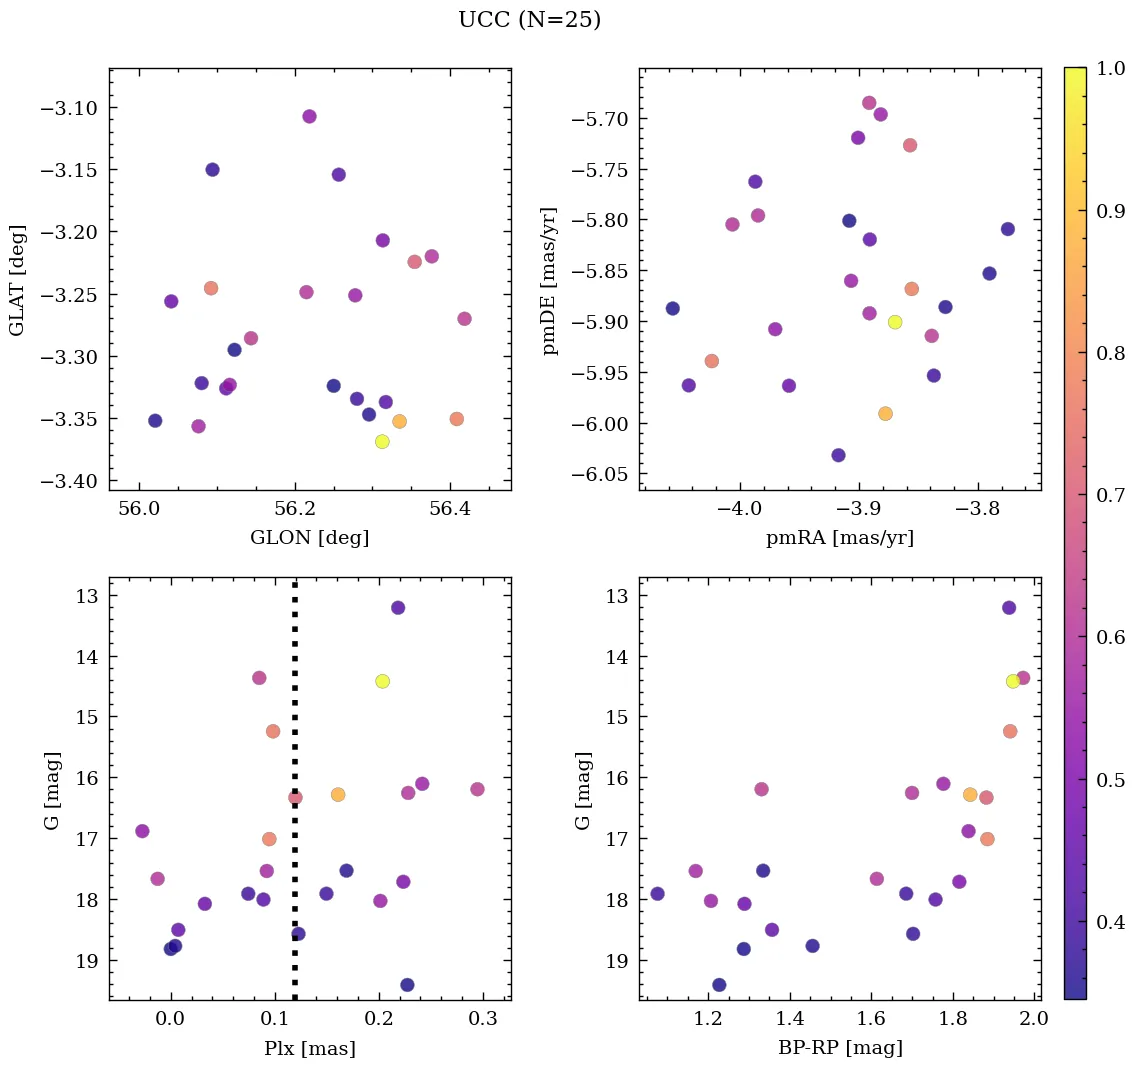 UCC (N=25)
−3.10
−3.15
−3.20
−3.25
−3.30
−3.35
−3.40
GLAT [deg]
56.0 56.2 56.4
GLON [deg]
−5.70
−5.75
−5.80
−5.85
−5.90
−5.95
−6.00
−6.05
pmDE [mas/yr]
−4.0 −3.9 −3.8
pmRA [mas/yr]
13
14
15
16
17
18
19
G [mag]
0.0 0.1 0.2 0.3
Plx [mas]
13
14
15
16
17
18
19
G [mag]
1.2 1.4 1.6 1.8 2.0
BP-RP [mag]
1.0
0.9
0.8
0.7
0.6
0.5
0.4